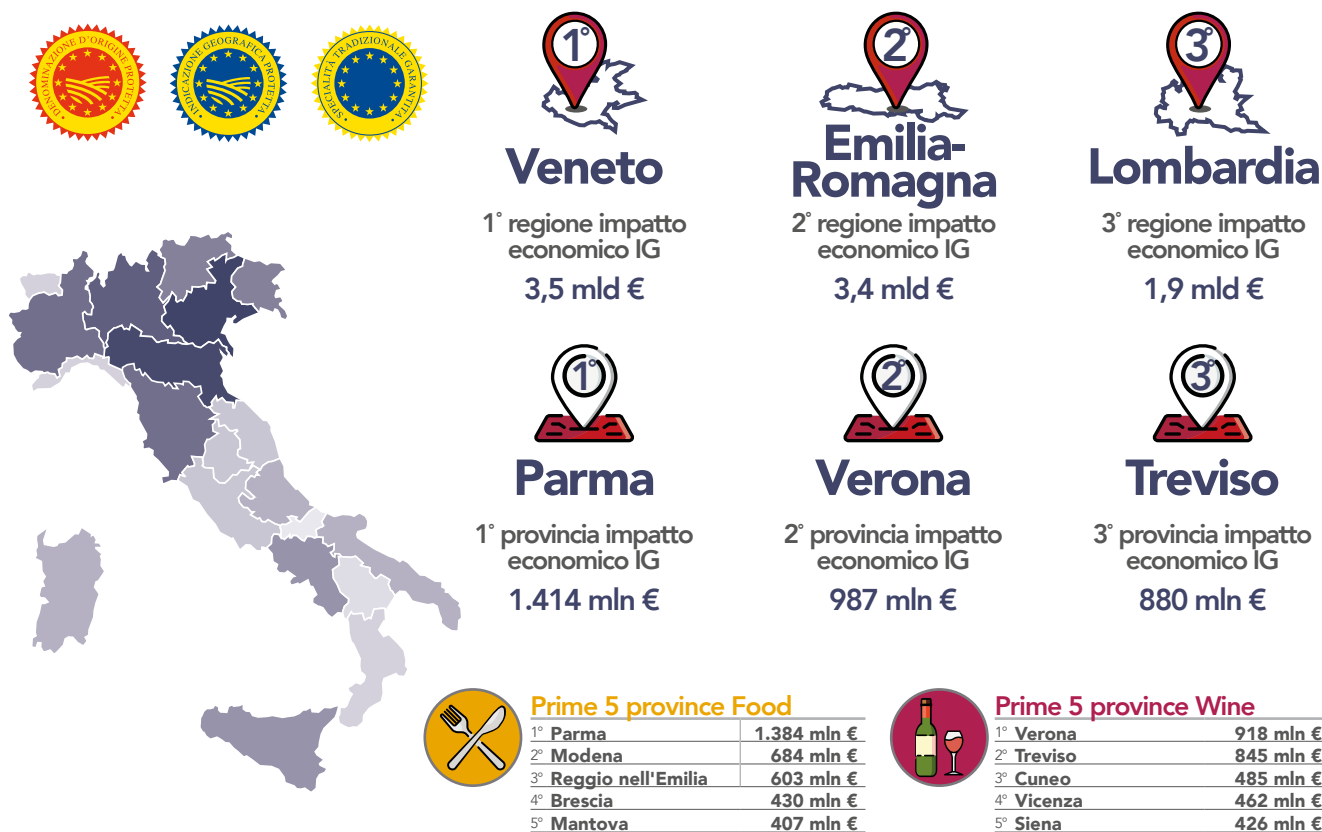 DENOMINAZIONE D'ORIGINE PROTETTA
INDICAZIONE GEOGRAFICA PROTETTA
SPECIALITÀ TRADIZIONALE GARANTITA
1°
Veneto
1° regione impatto
economico IG
3,5 mld €
2°
Emilia-
Romagna
2° regione impatto
economico IG
3,4 mld €
3°
Lombardia
3° regione impatto
economico IG
1,9 mld €
1°
Parma
1° provincia impatto
economico IG
1.414 mln €
2°
Verona
2° provincia impatto
economico IG
987 mln €
3°
Treviso
3° provincia impatto
economico IG
880 mln €
Prime 5 province Food
1° Parma 1.384 mln €
2° Modena 684 mln €
3° Reggio nell'Emilia 603 mln €
4° Brescia 430 mln €
5° Mantova 407 mln €
Prime 5 province Wine
1° Verona 918 mln €
2° Treviso 845 mln €
3° Cuneo 485 mln €
4° Vicenza 462 mln €
5° Siena 426 mln €